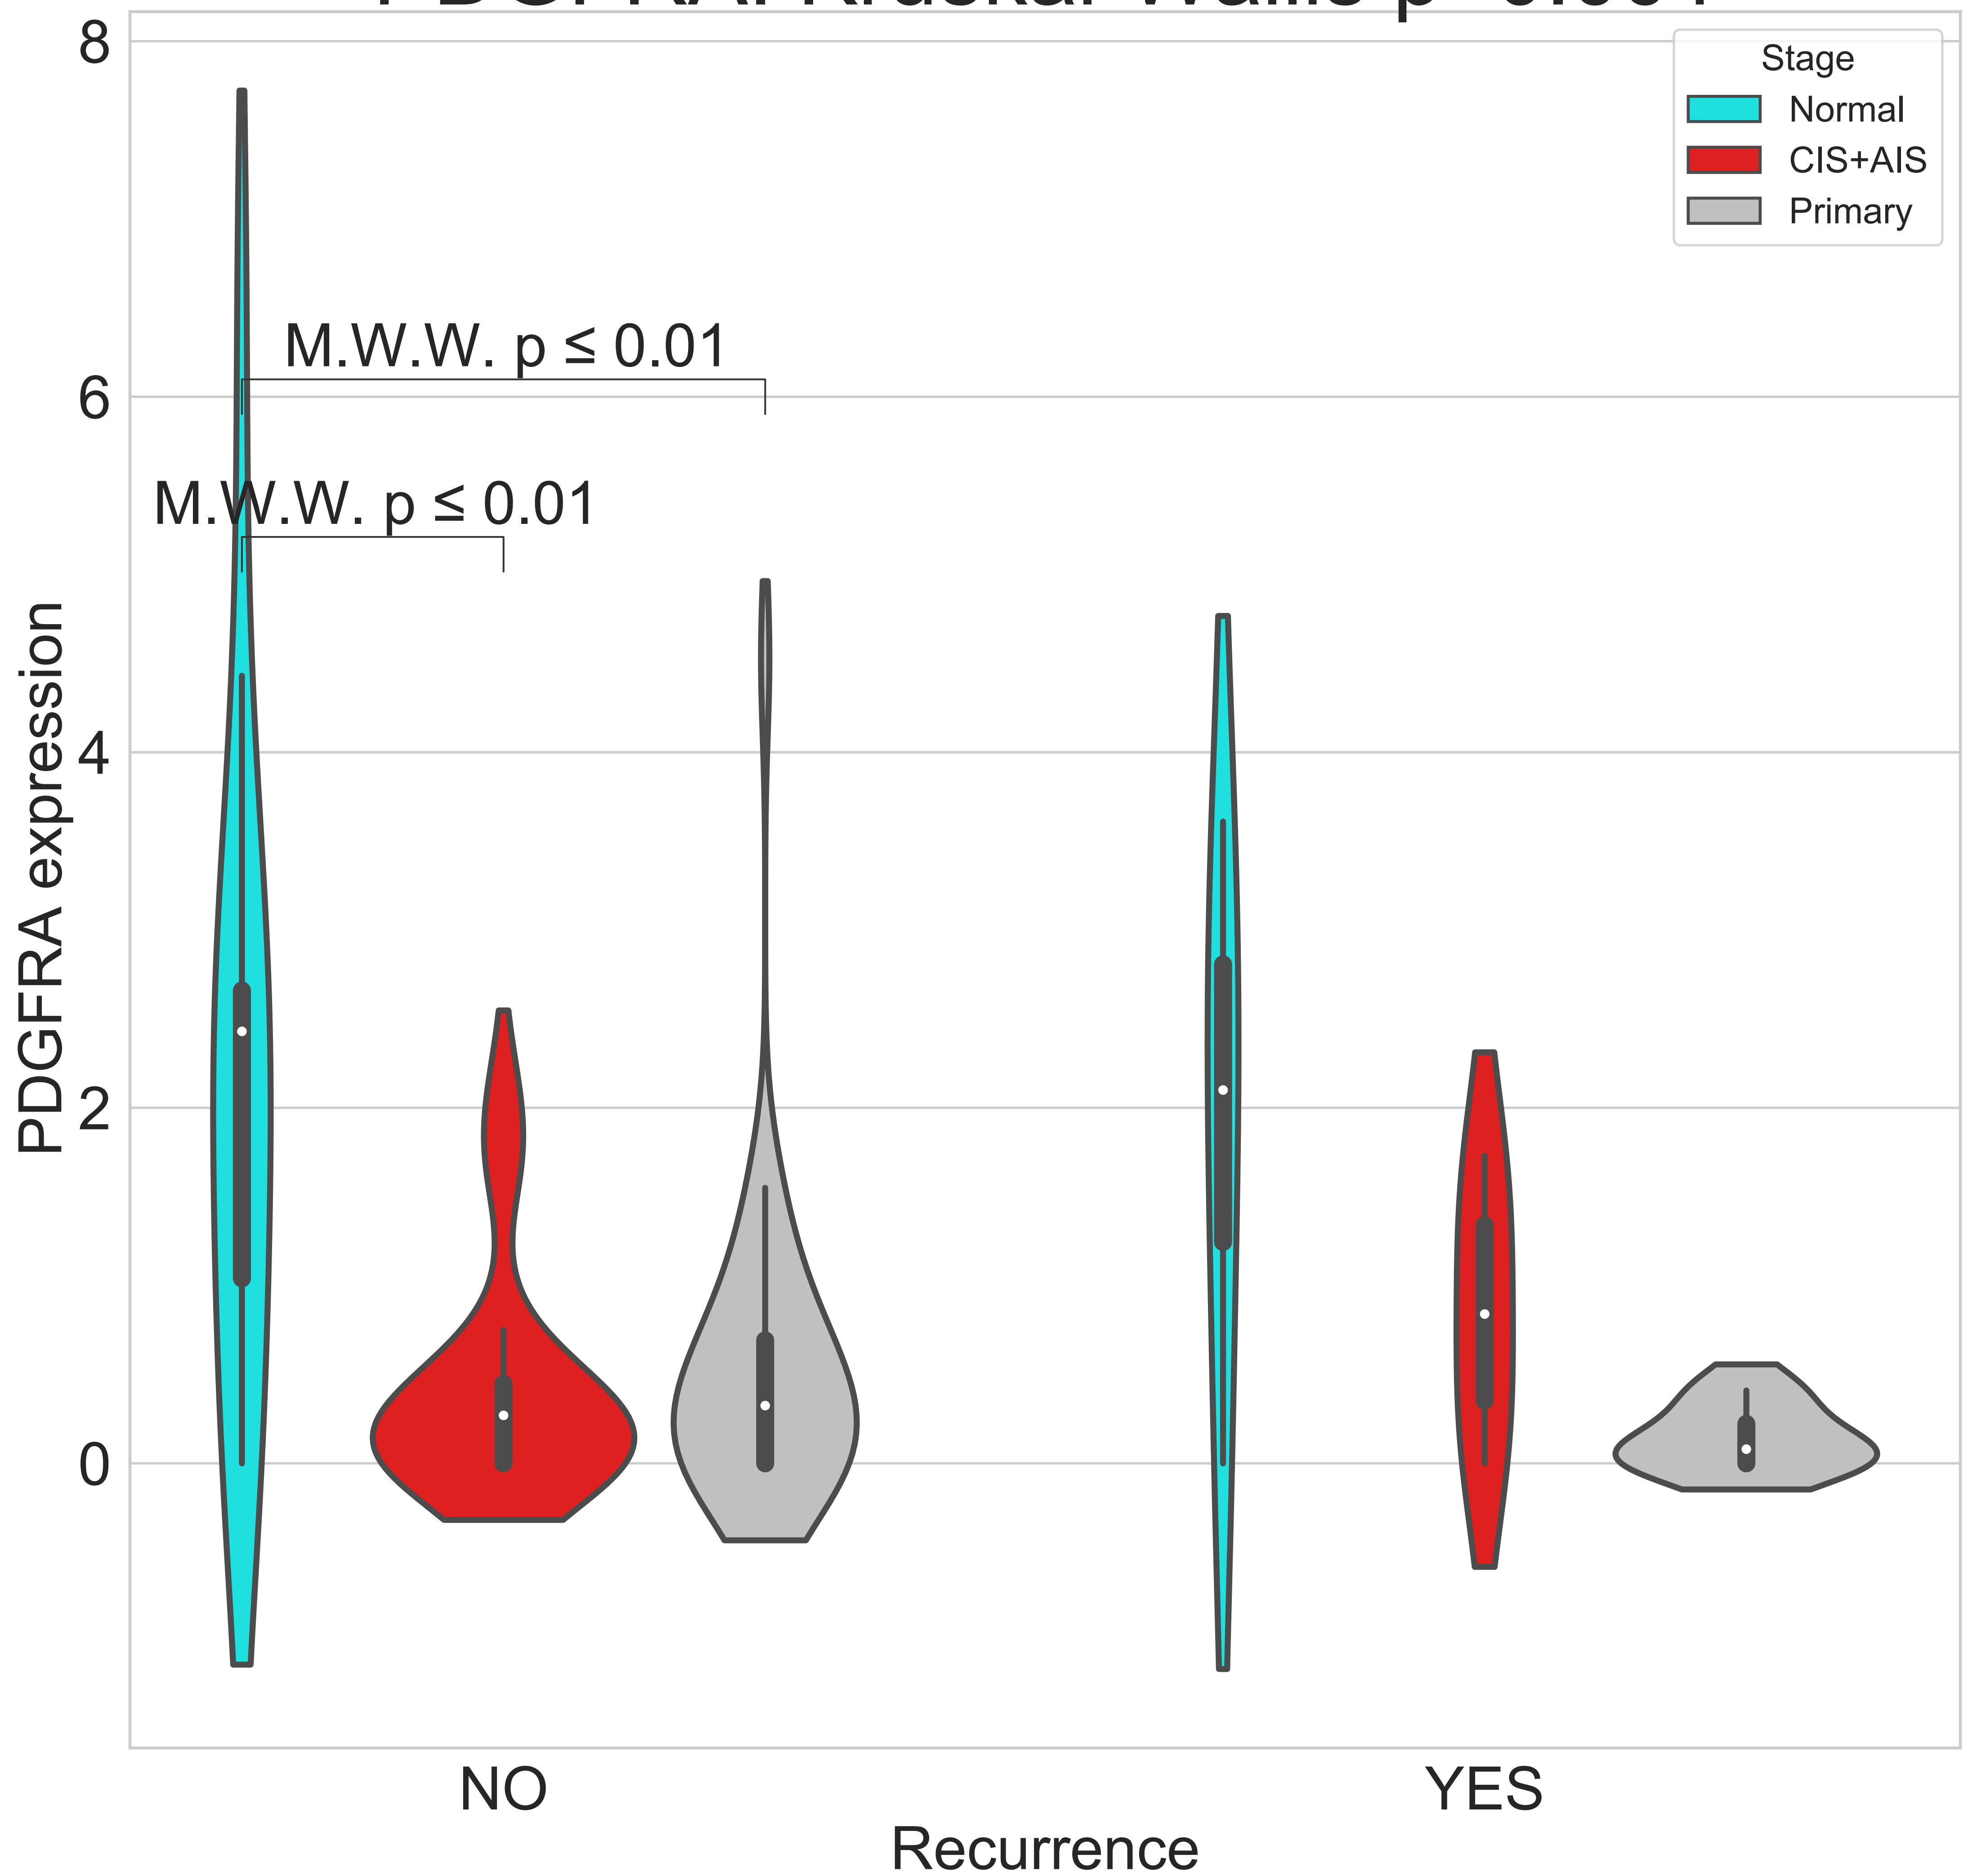 8
Stage
Normal
CIS+AIS
Primary
M.W.W. p ≤ 0.01
6
M.W.W. p ≤ 0.01
4
PDGFRA expression
2
0
NO
YES
Recurrence